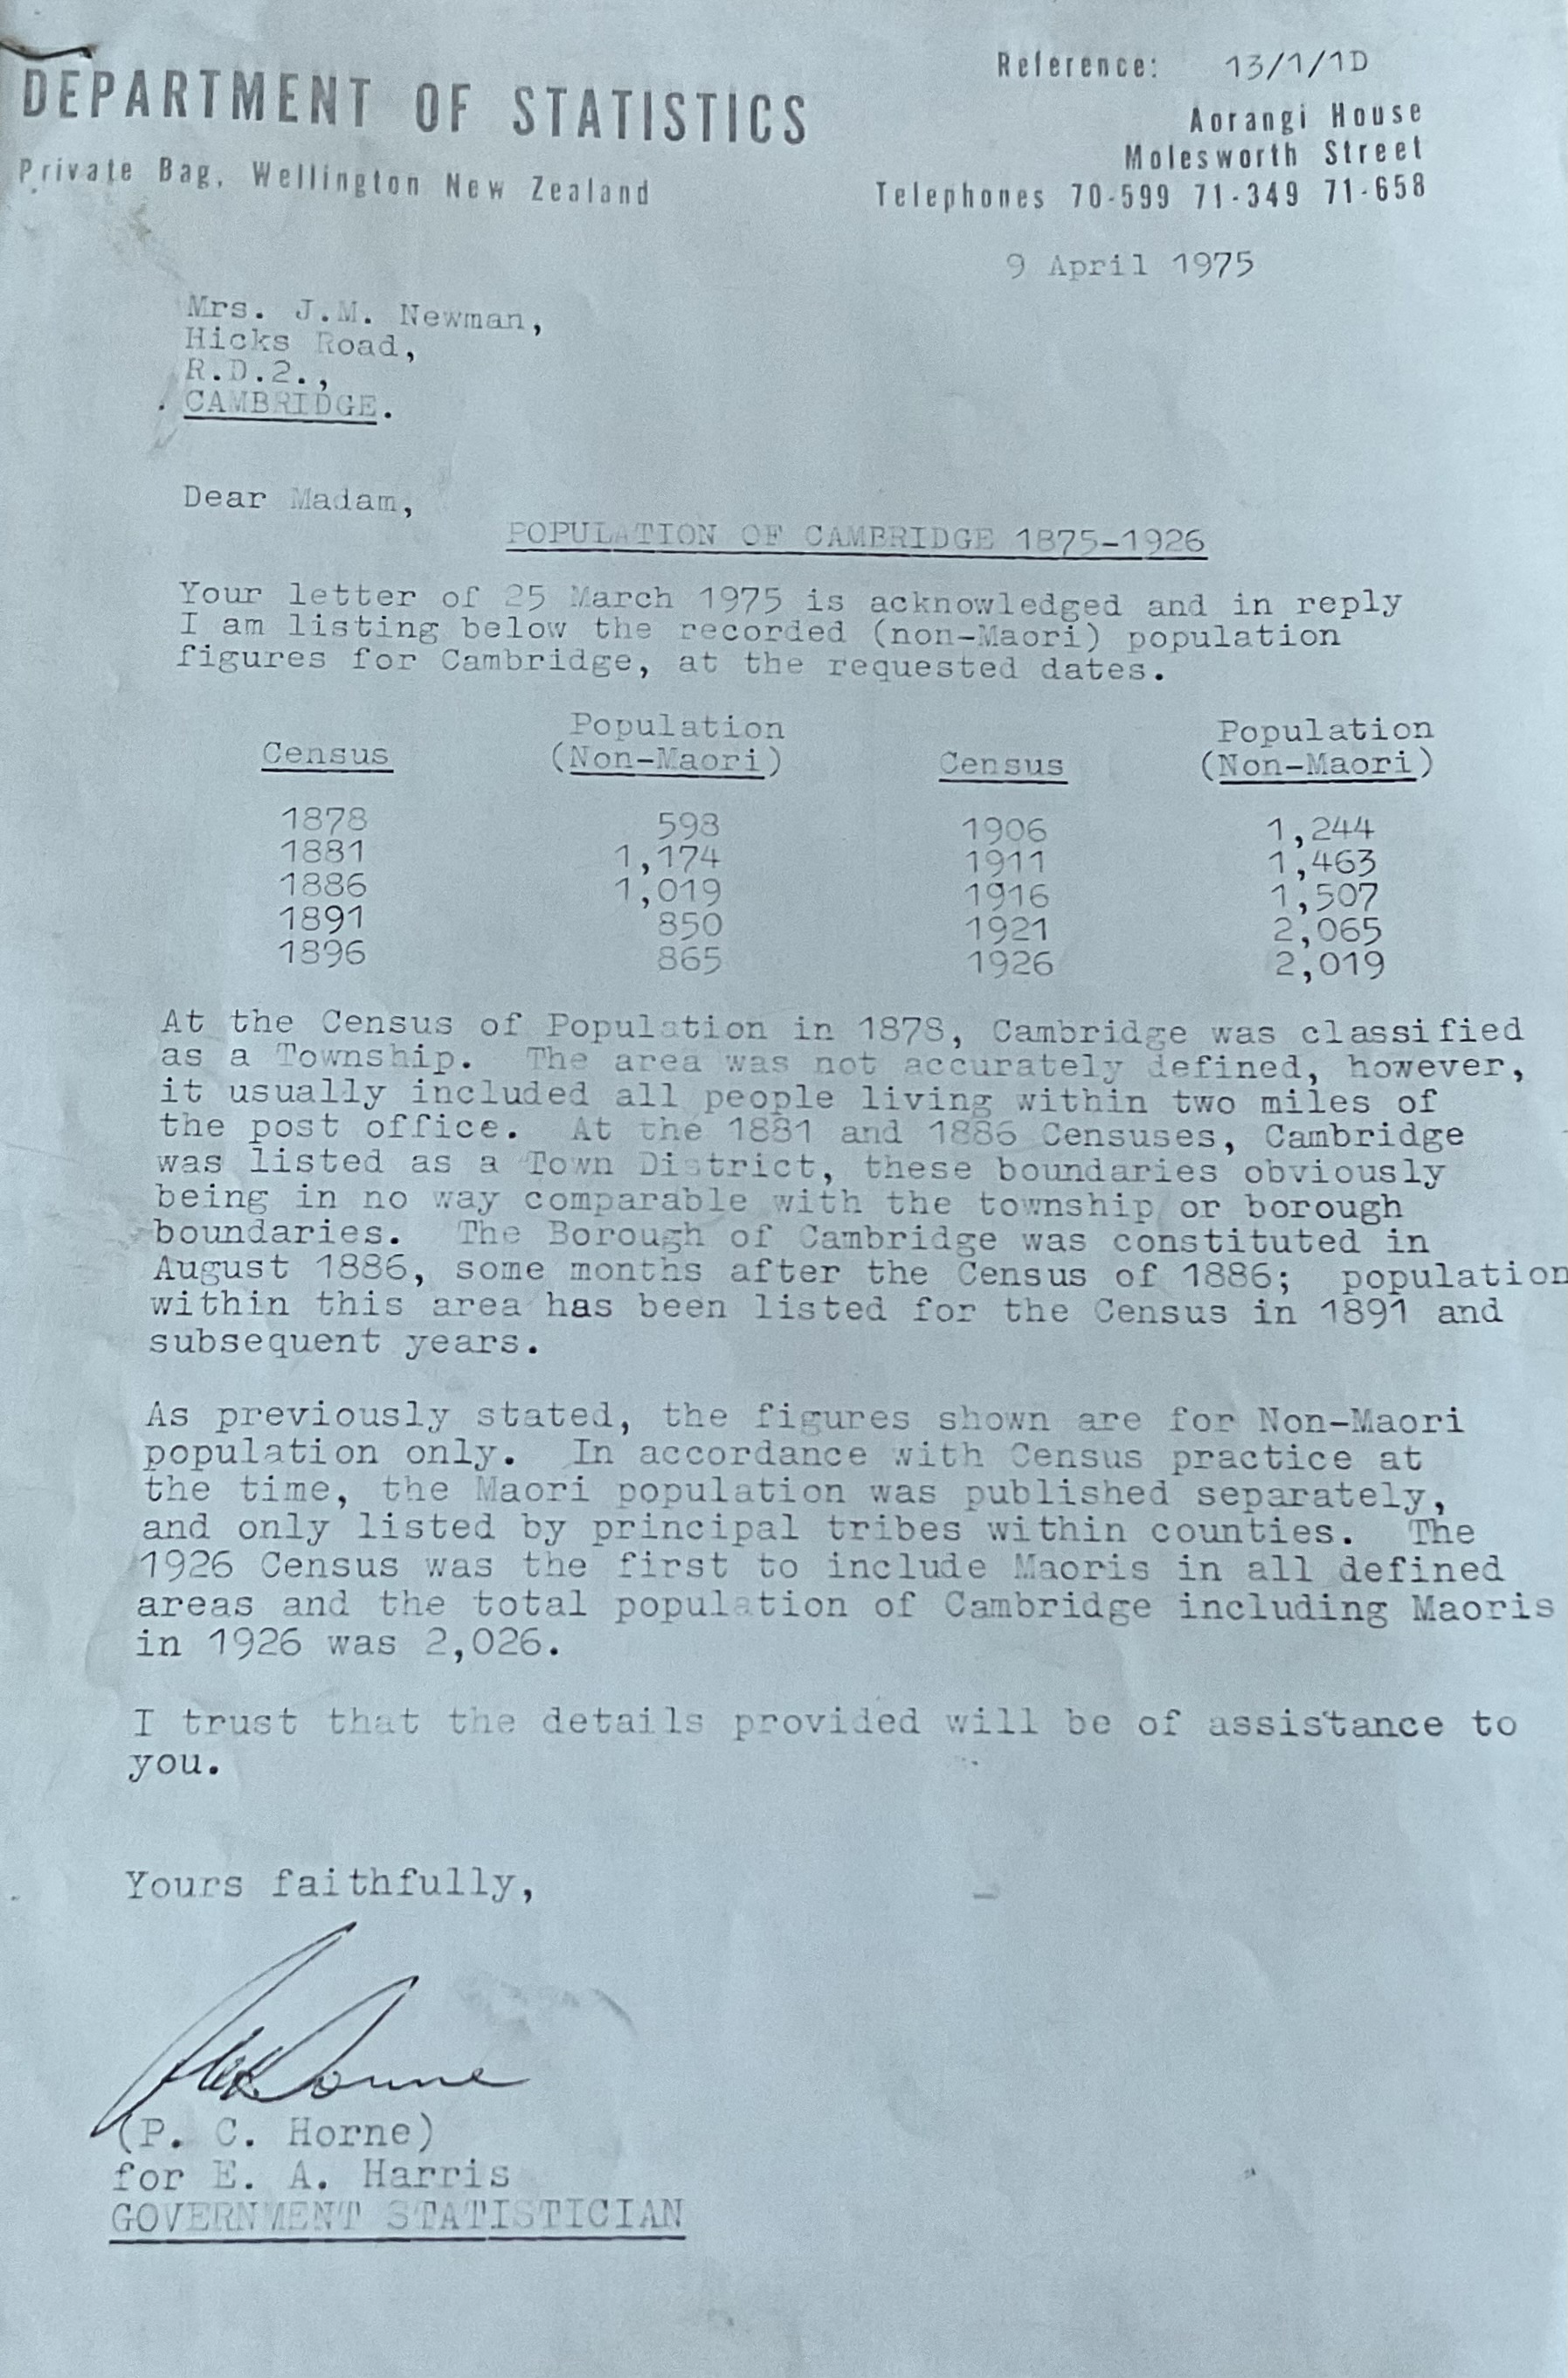 Reference: 13/1/1D
DEPARTMENT OF STATISTICS
Private Bag, Wellington New Zealand
Aorangi House
Molesworth Street
Telephones 70-599 71-349 71-658
9 April 1975
Mrs. J.M. Newman,
Hicks Road,
R.D.2.,
CAMBRIDGE.
Dear Madam,
POPULATION OF CAMBRIDGE 1875-1926
Your letter of 25 March 1975 is acknowledged and in reply
I am listing below the recorded (non-Maori) population
figures for Cambridge, at the requested dates.
Census Population (Non-Maori) Census Population (Non-Maori)
1878 598 1906 1,244
1881 1,174 1911 1,463
1886 1,019 1916 1,507
1891 850 1921 2,065
1896 865 1926 2,019
At the Census of Population in 1878, Cambridge was classified
as a Township. The area was not accurately defined, however,
it usually included all people living within two miles of
the post office. At the 1881 and 1886 Censuses, Cambridge
was listed as a Town District, these boundaries obviously
being in no way comparable with the township or borough
boundaries. The Borough of Cambridge was constituted in
August 1886, some months after the Census of 1886; population
within this area has been listed for the Census in 1891 and
subsequent years.
As previously stated, the figures shown are for Non-Maori
population only. In accordance with Census practice at
the time, the Maori population was published separately,
and only listed by principal tribes within counties. The
1926 Census was the first to include Maoris in all defined
areas and the total population of Cambridge including Maoris
in 1926 was 2,026.
I trust that the details provided will be of assistance to
you.
Yours faithfully,
(P. C. Horne)
for E. A. Harris
GOVERNMENT STATISTICIAN